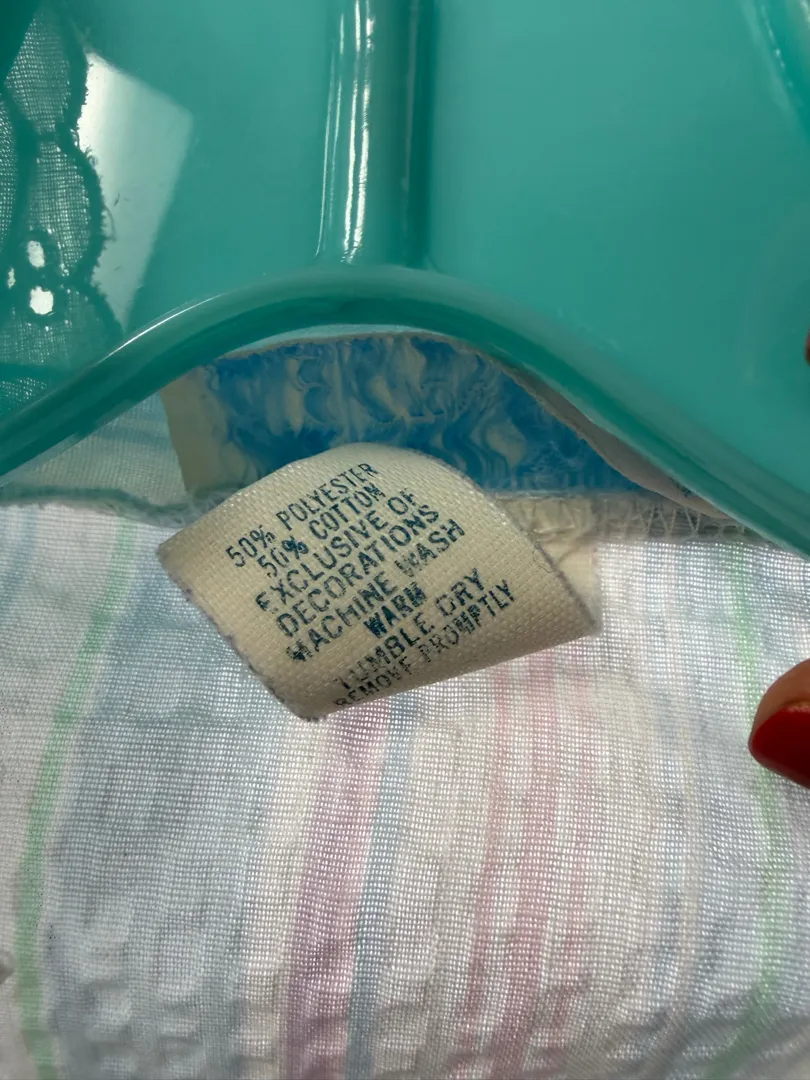 50% POLYESTER
50% COTTON
EXCLUSIVE OF
DECORATIONS
MACHINE WASH
WARM
TUMBLE DRY
REMOVE PROMPTLY